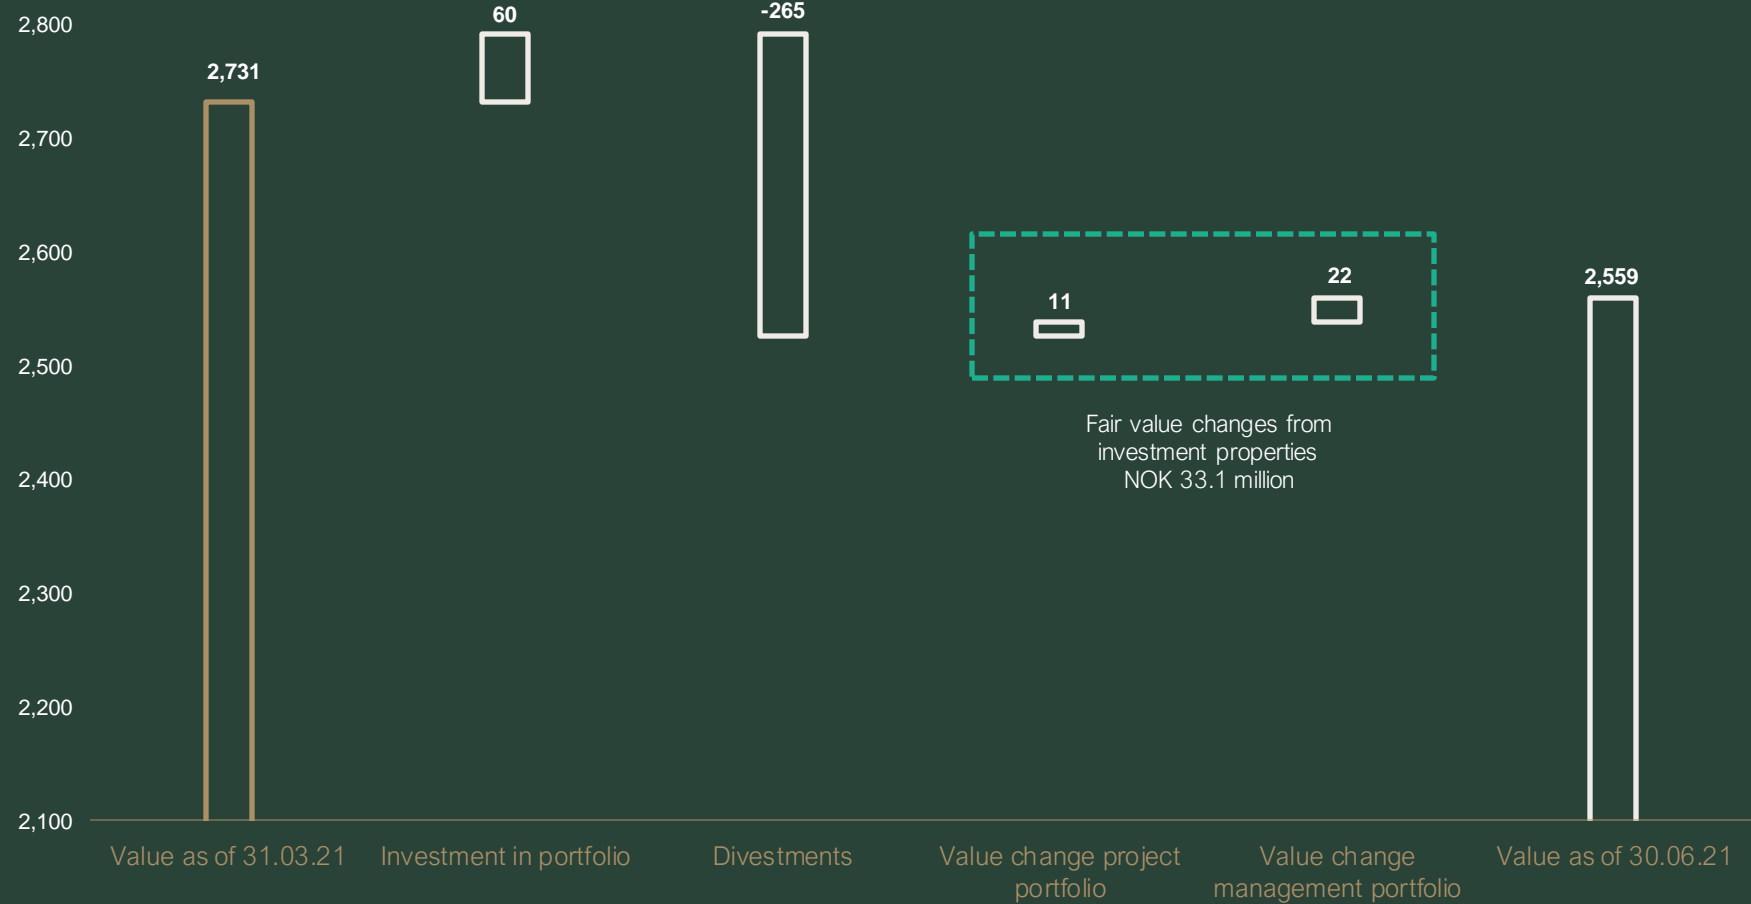 2,800
2,700
2,600
2,500
2,400
2,300
2,200
2,100
2,731
60
-265
11
22
2,559
Fair value changes from
investment properties
NOK 33.1 million
Value as of 31.03.21
Investment in portfolio
Divestments
Value change project
portfolio
Value change
management portfolio
Value as of 30.06.21